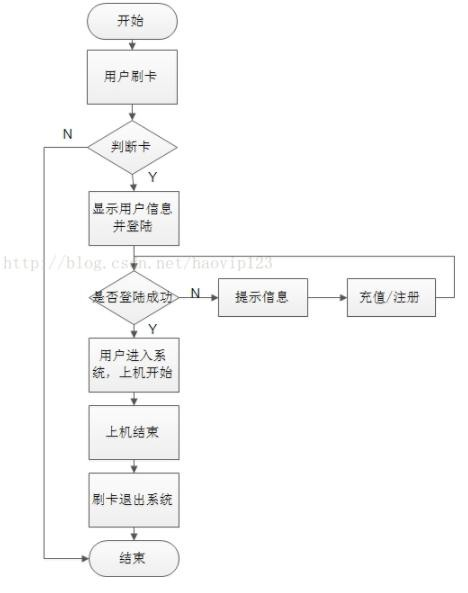 开始
用户刷卡
N
判断卡
Y
显示用户信息
并登陆
http://blog.csdn.net/haovip123
是否登陆成功
N
提示信息
充值/注册
Y
用户进入系
统，上机开始
上机结束
刷卡退出系统
结束